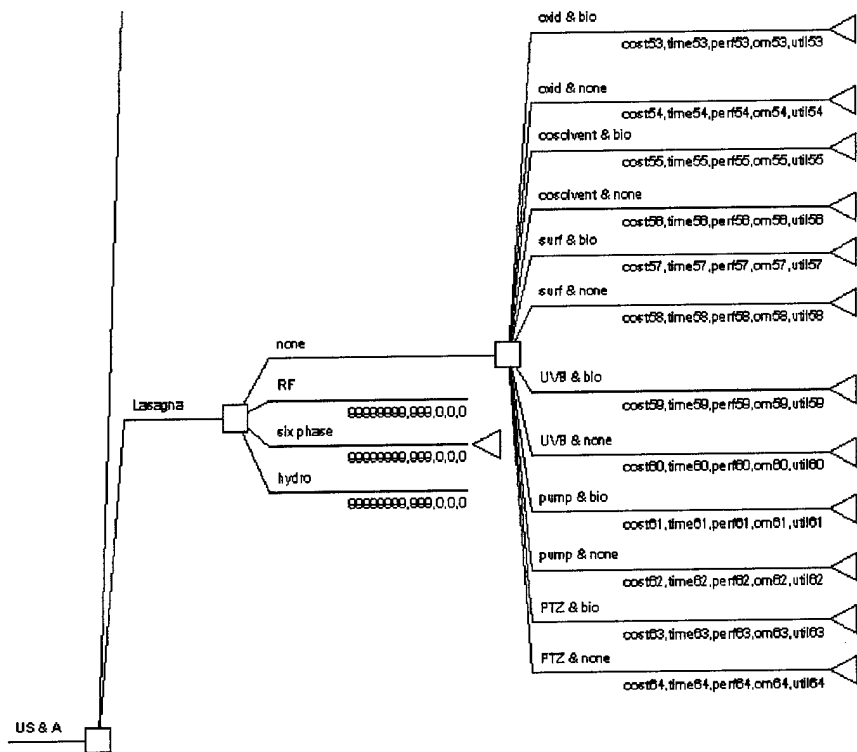 oxid & bio
cost53,time53,perf53,om53,util53
oxid & none
cost54,time54,perf54,om54,util54
cosolvent & bio
cost55,time55,perf55,om55,util55
cosolvent & none
cost56,time56,perf56,om56,util56
surf & bio
cost57,time57,perf57,om57,util57
surf & none
cost58,time58,perf58,om58,util58
none
RF
99999999,999,0,0,0
Lasagna
six phase
99999999,999,0,0,0
hydro
99999999,999,0,0,0
UVB & bio
cost59,time59,perf59,om59,util59
UVB & none
cost60,time60,perf60,om60,util60
pump & bio
cost61,time61,perf61,om61,util61
pump & none
cost62,time62,perf62,om62,util62
PTZ & bio
cost63,time63,perf63,om63,util63
PTZ & none
cost64,time64,perf64,om64,util64
US & A